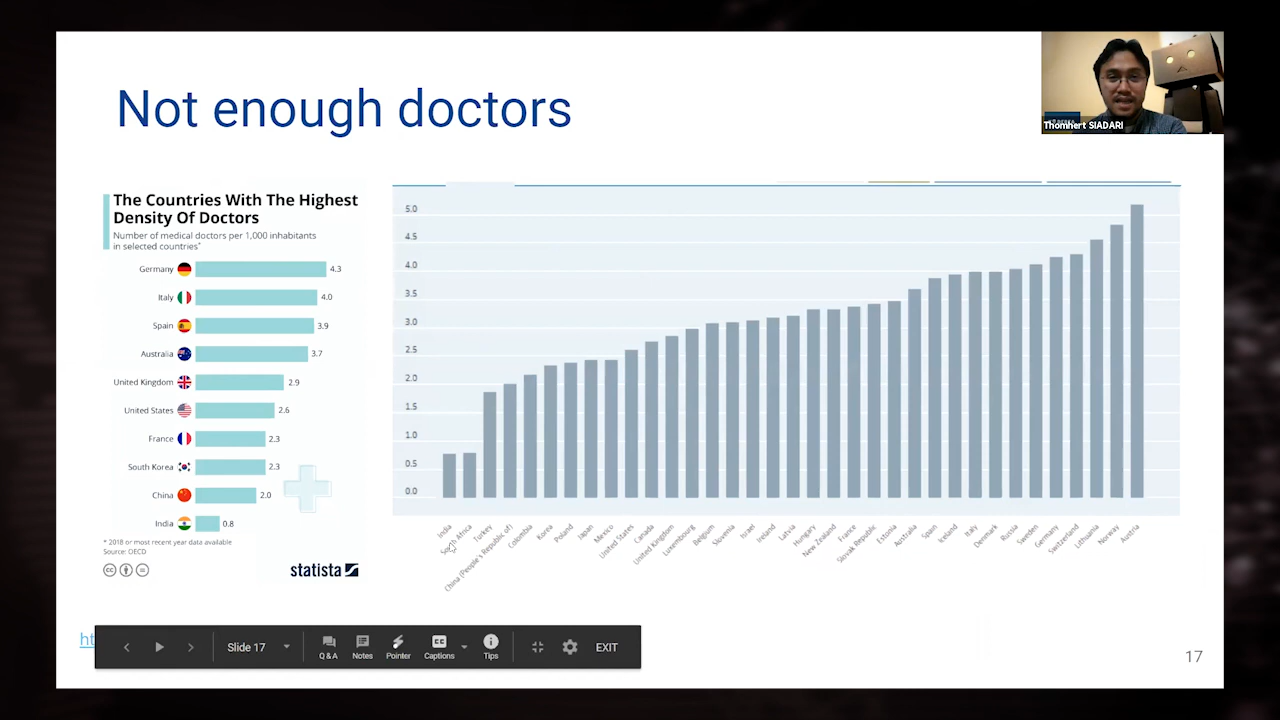 Not enough doctors
Thomhert SIADARI
The Countries With The Highest
Density Of Doctors
Number of medical doctors per 1,000 inhabitants
in selected countries*
Germany 4.3
Italy 4.0
Spain 3.9
Australia 3.7
United Kingdom 2.9
United States 2.6
France 2.3
South Korea 2.3
China 2.0
India 0.8
* 2018 or most recent year data available
Source: OECD
statista
5.0
4.5
4.0
3.5
3.0
2.5
2.0
1.5
1.0
0.5
0.0
India
South Africa
Turkey
China (People's Republic of)
Colombia
Korea
Poland
Japan
Mexico
United States
Canada
United Kingdom
Luxembourg
Belgium
Slovenia
Israel
Ireland
Latvia
Hungary
New Zealand
France
Slovak Republic
Estonia
Australia
Spain
Iceland
Italy
Denmark
Russia
Sweden
Germany
Switzerland
Lithuania
Norway
Austria
ht
Slide 17
Q & A
Notes
Pointer
CC
Captions
Tips
EXIT
17